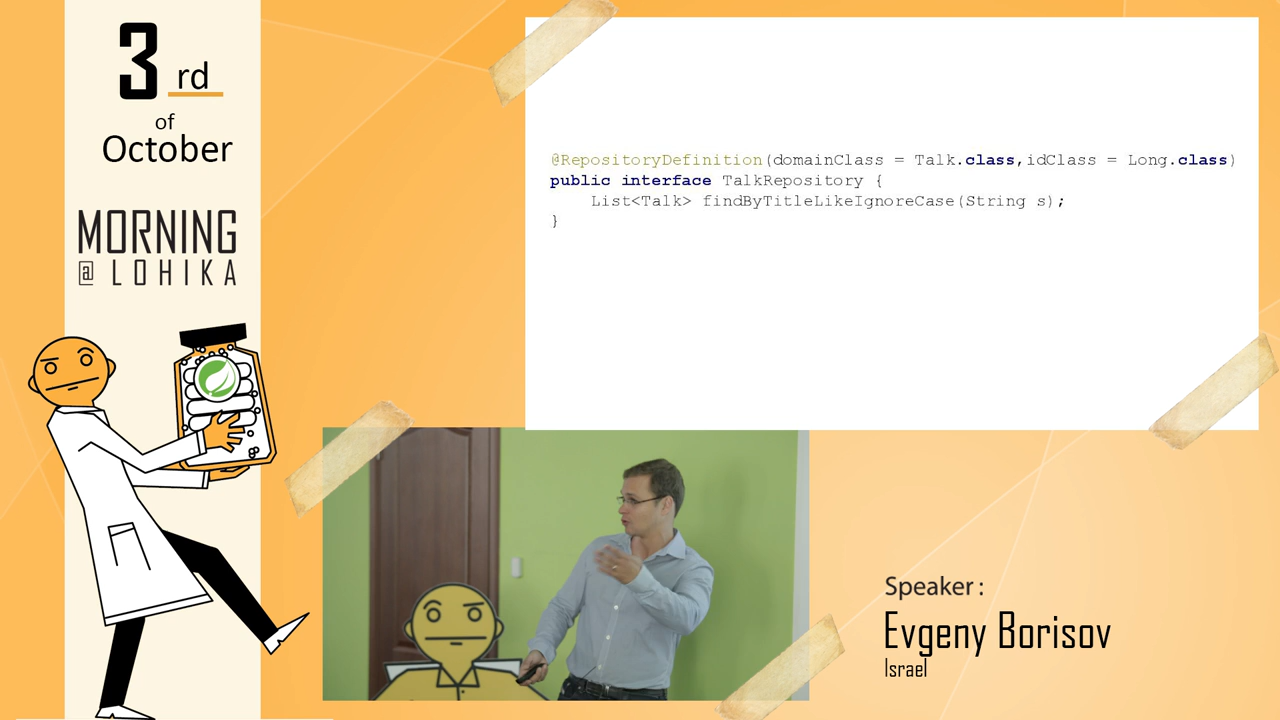 3 rd
of
October
MORNING
@ LOHIKA
@RepositoryDefinition(domainClass = Talk.class,idClass = Long.class)
public interface TalkRepository {
    List<Talk> findByTitleLikeIgnoreCase(String s);
}
Speaker :
Evgeny Borisov
Israel